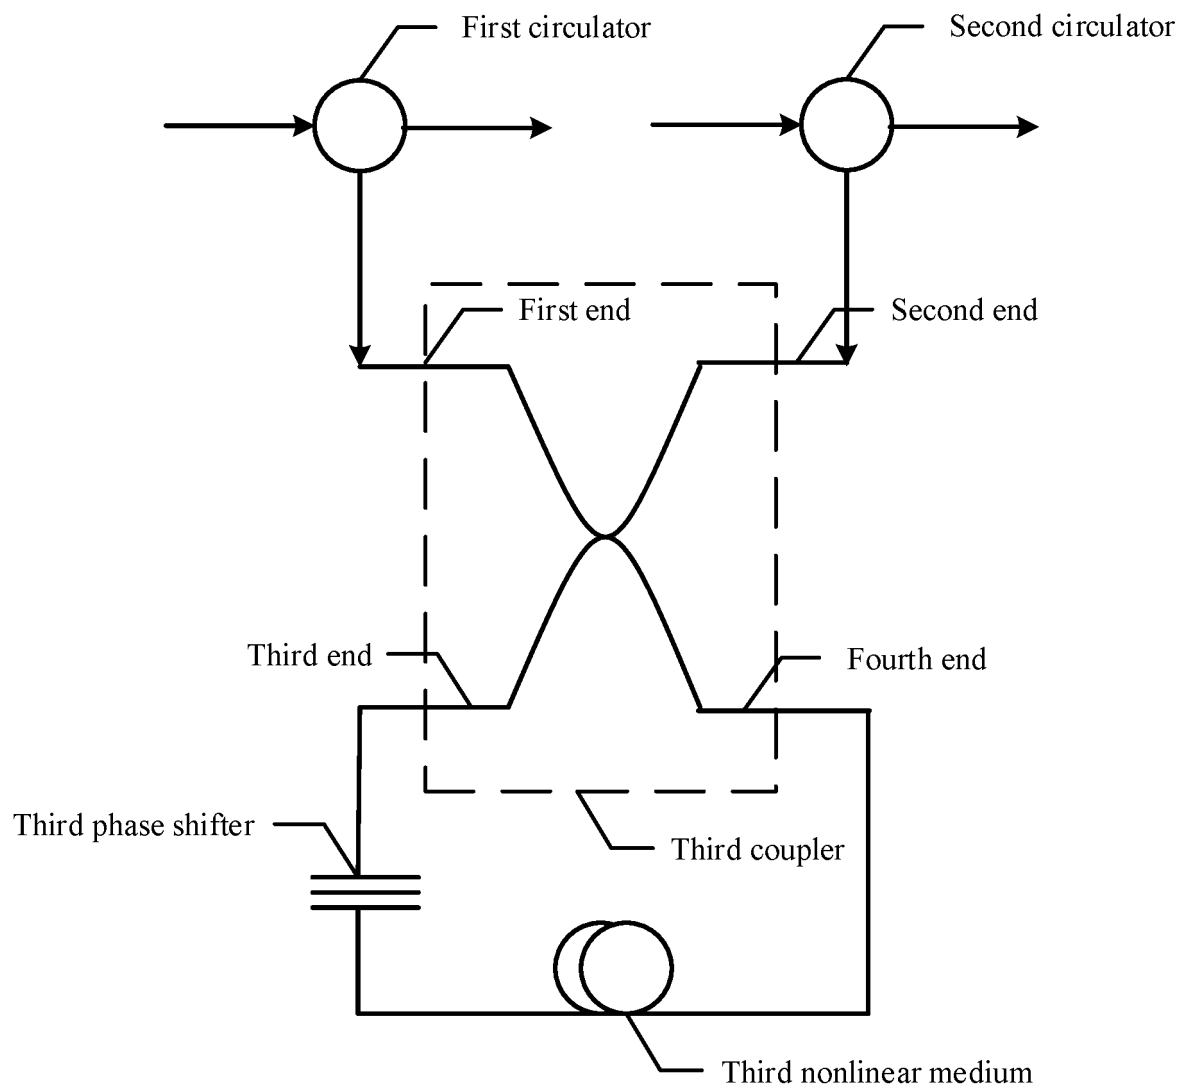 First circulator
Second circulator
First end
Second end
Third end
Fourth end
Third phase shifter
Third coupler
Third nonlinear medium